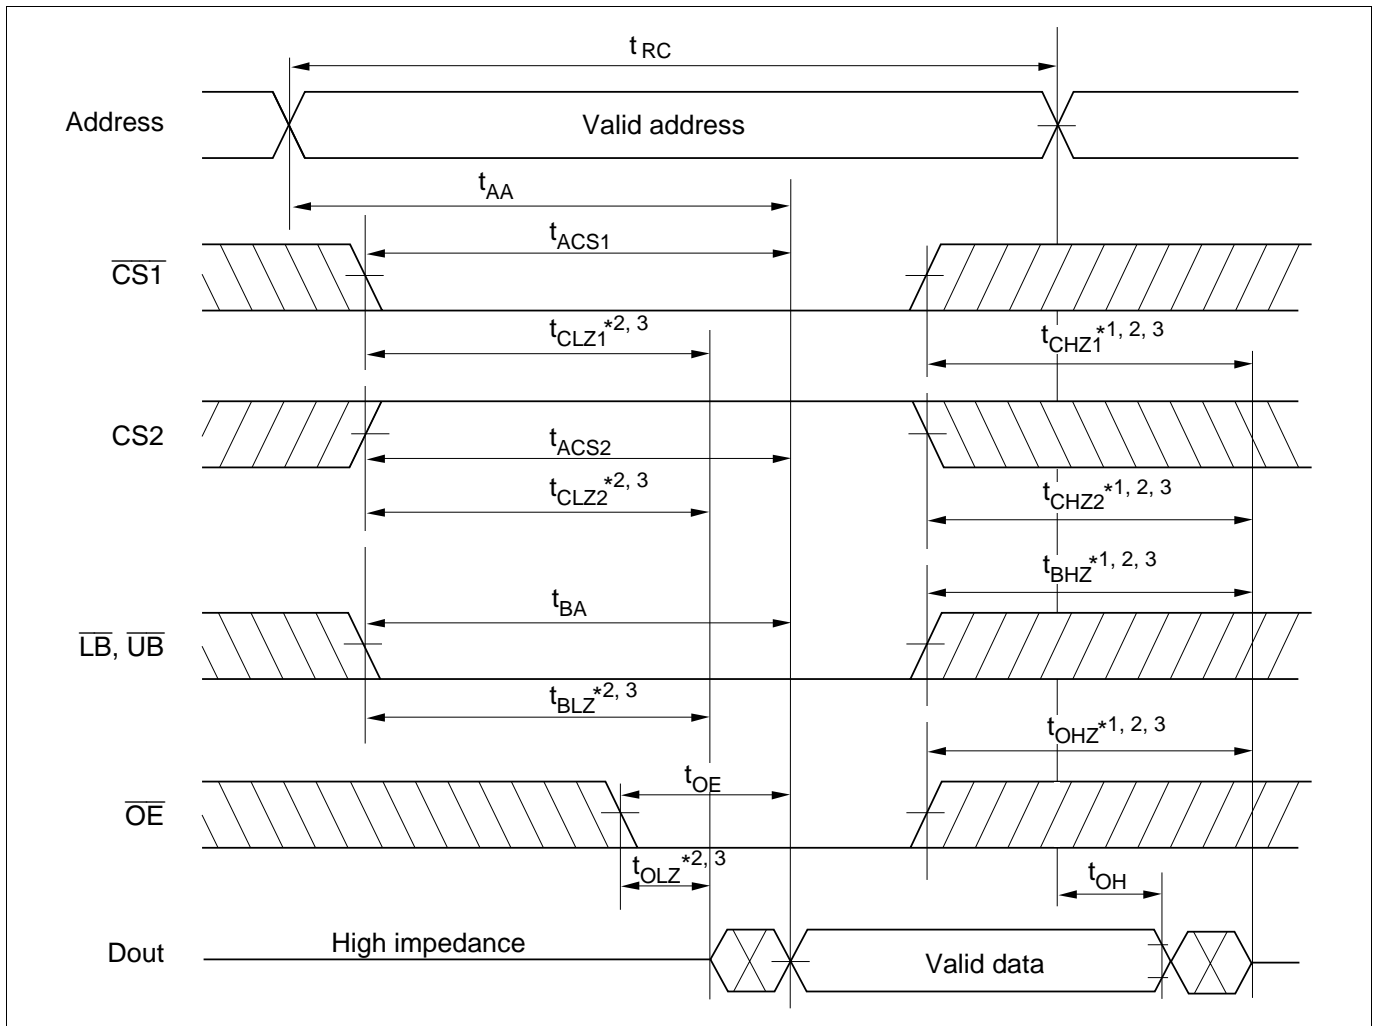 t RC
Address
Valid address
tAA
tACS1
CS1
tCLZ1*2, 3
tCHZ1*1, 2, 3
CS2
tACS2
tCLZ2*2, 3
tCHZ2*1, 2, 3
tBHZ*1, 2, 3
tBA
LB, UB
tBLZ*2, 3
tOHZ*1, 2, 3
tOE
OE
tOLZ*2, 3
tOH
Dout
High impedance
Valid data